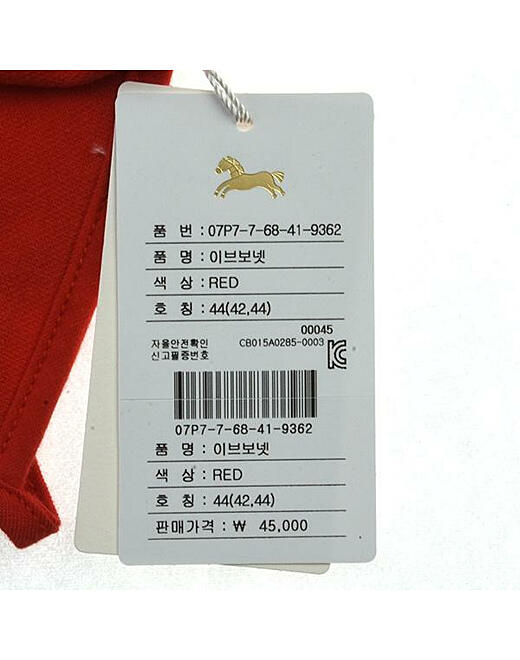 품 번 : 07P7-7-68-41-9362
품 명 : 이브보넷
색 상 : RED
호 칭 : 44(42,44)
00045
자율안전확인 CB015A0285-0003
신고필증번호
07P7-7-68-41-9362
품 명 : 이브보넷
색 상 : RED
호 칭 : 44(42,44)
판매가격 : ₩ 45,000